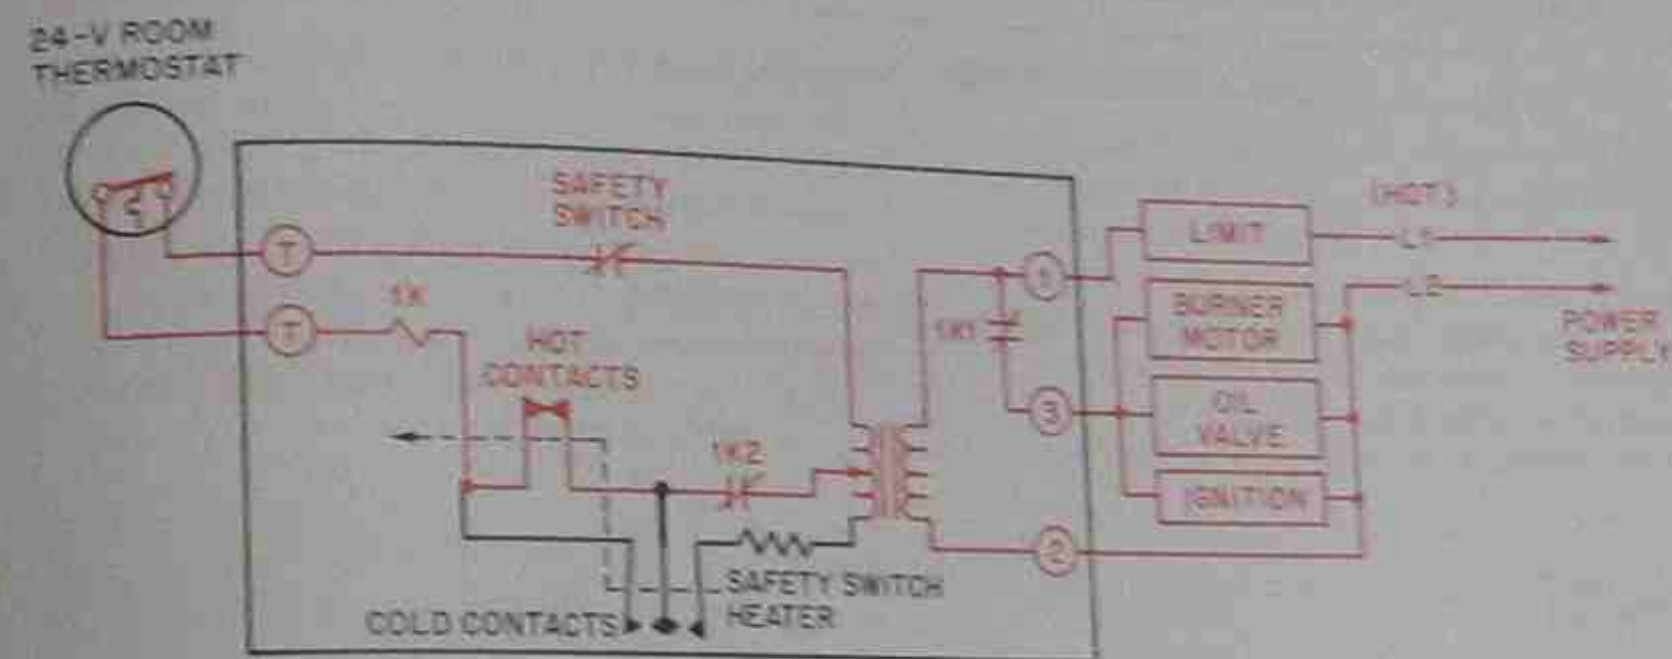 24-V ROOM
THERMOSTAT
SAFETY
SWITCH
T
T
1K
HOT
CONTACTS
1K2
1K1
1
3
2
LIMIT
(HOT)
L1
BURNER
MOTOR
L2
POWER
SUPPLY
OIL
VALVE
IGNITION
SAFETY SWITCH
HEATER
COLD CONTACTS